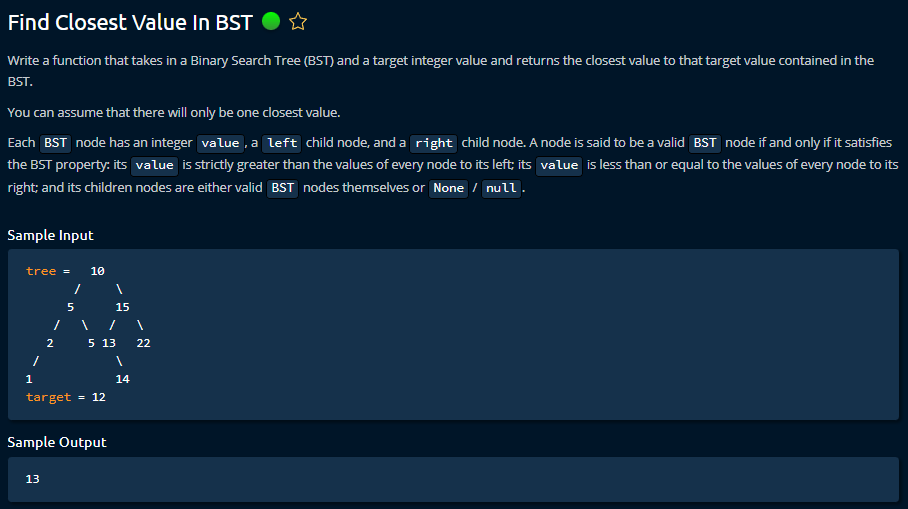 Find Closest Value In BST
Write a function that takes in a Binary Search Tree (BST) and a target integer value and returns the closest value to that target value contained in the
BST.
You can assume that there will only be one closest value.
Each BST node has an integer value , a left child node, and a right child node. A node is said to be a valid BST node if and only if it satisfies
the BST property: its value is strictly greater than the values of every node to its left; its value is less than or equal to the values of every node to its
right; and its children nodes are either valid BST nodes themselves or None / null .
Sample Input
tree =   10
       /     \
      5      15
    /   \   /   \
   2     5 13   22
 /           \
1            14
target = 12
Sample Output
13